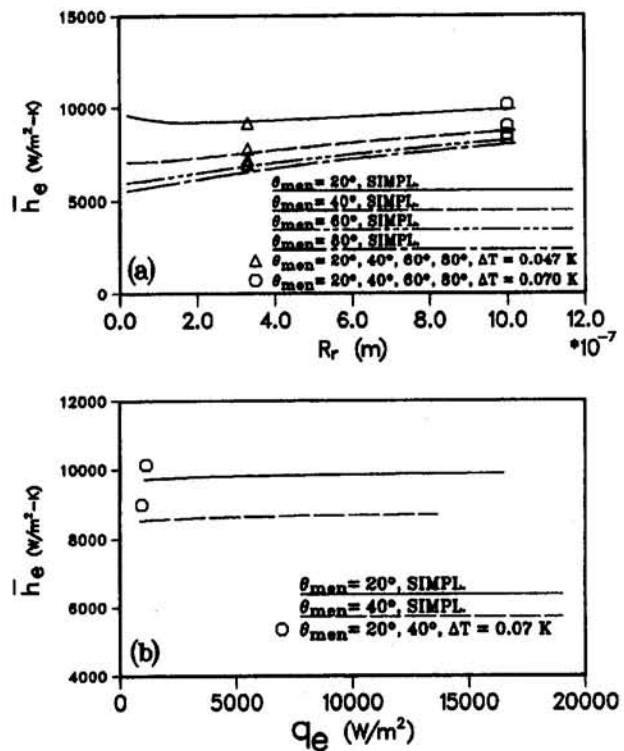 15000
10000
5000
0
h̄e (W/m²-K)
θmen= 20°, SIMPL.
θmen= 40°, SIMPL.
θmen= 60°, SIMPL.
θmen= 80°, SIMPL.
(a)
△ θmen= 20°, 40°, 60°, 80°, ΔT = 0.047 K
○ θmen= 20°, 40°, 60°, 80°, ΔT = 0.070 K
0.0 2.0 4.0 6.0 8.0 10.0 12.0
Rr (m) *10⁻⁷
12000
10000
8000
6000
4000
h̄e (W/m²-K)
θmen= 20°, SIMPL.
θmen= 40°, SIMPL.
○ θmen= 20°, 40°, ΔT = 0.07 K
(b)
0 5000 10000 15000 20000
qe (W/m²)